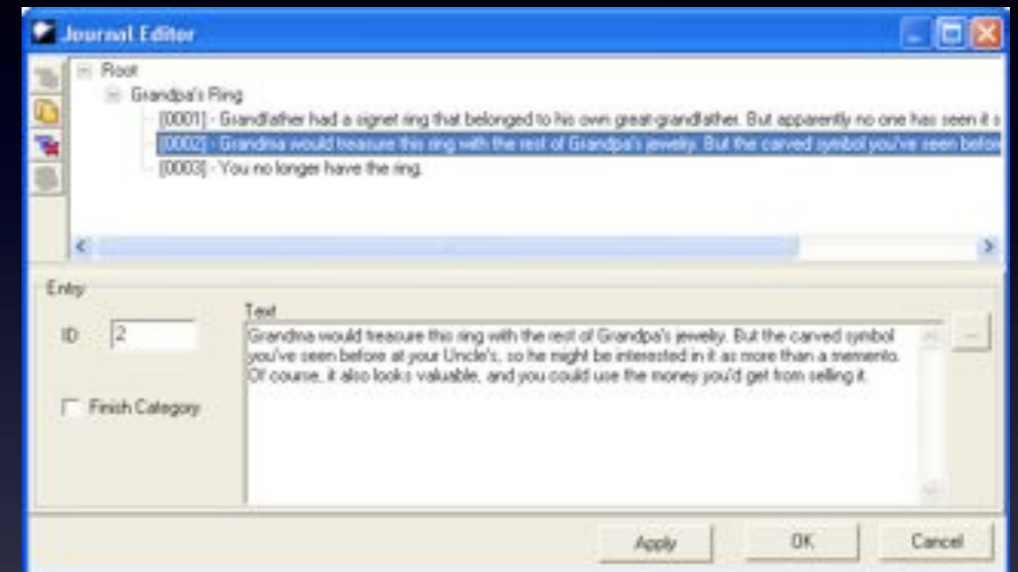 Journal Editor
Root
Grandpa's Ring
[0001] - Grandfather had a signet ring that belonged to his own great-grandfather. But apparently no one has seen it s
[0002] - Grandma would treasure this ring with the rest of Grandpa's jewelry. But the carved symbol you've seen befor
[0003] - You no longer have the ring.
Entry
ID
2
Finish Category
Text
Grandma would treasure this ring with the rest of Grandpa's jewelry. But the carved symbol
you've seen before at your Uncle's, so he might be interested in it as more than a memento.
Of course, it also looks valuable, and you could use the money you'd get from selling it.
...
Apply
OK
Cancel